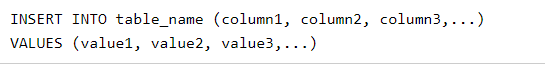 INSERT INTO table_name (column1, column2, column3,...)
VALUES (value1, value2, value3,...)